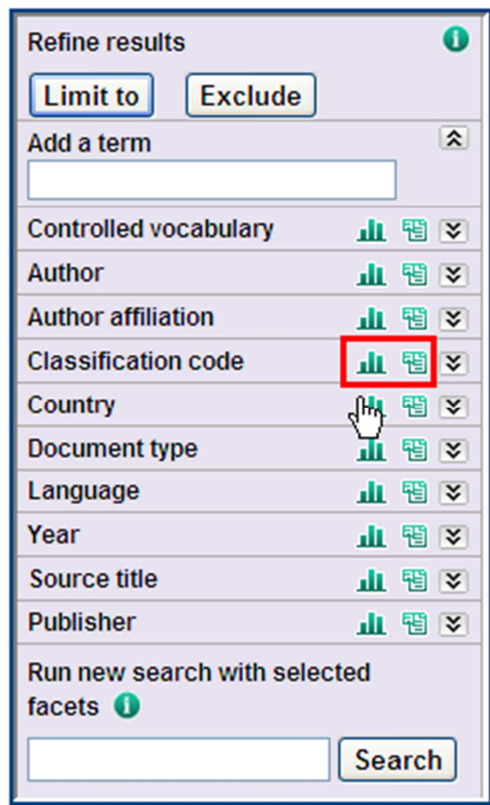 Refine results
Limit to Exclude
Add a term
Controlled vocabulary
Author
Author affiliation
Classification code
Country
Document type
Language
Year
Source title
Publisher
Run new search with selected
facets
Search